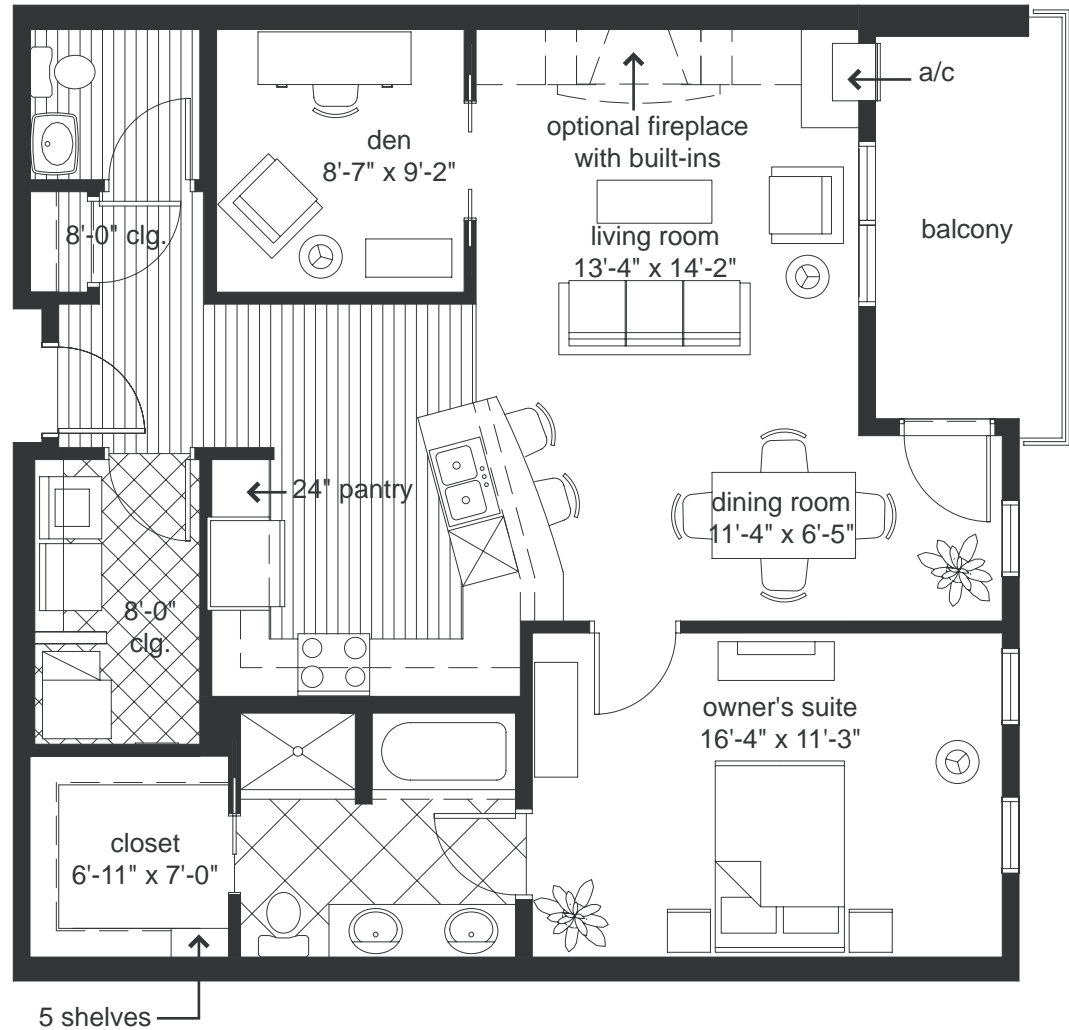 a/c
optional fireplace
with built-ins
den
8'-7" x 9'-2"
8'-0" clg.
living room
13'-4" x 14'-2"
balcony
24" pantry
dining room
11'-4" x 6'-5"
8'-0"
clg.
owner's suite
16'-4" x 11'-3"
closet
6'-11" x 7'-0"
5 shelves